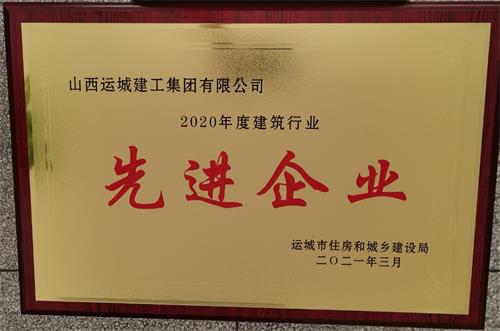 山西运城建工集团有限公司
2020年度建筑行业
先进企业
运城市住房和城乡建设局
二〇二一年三月